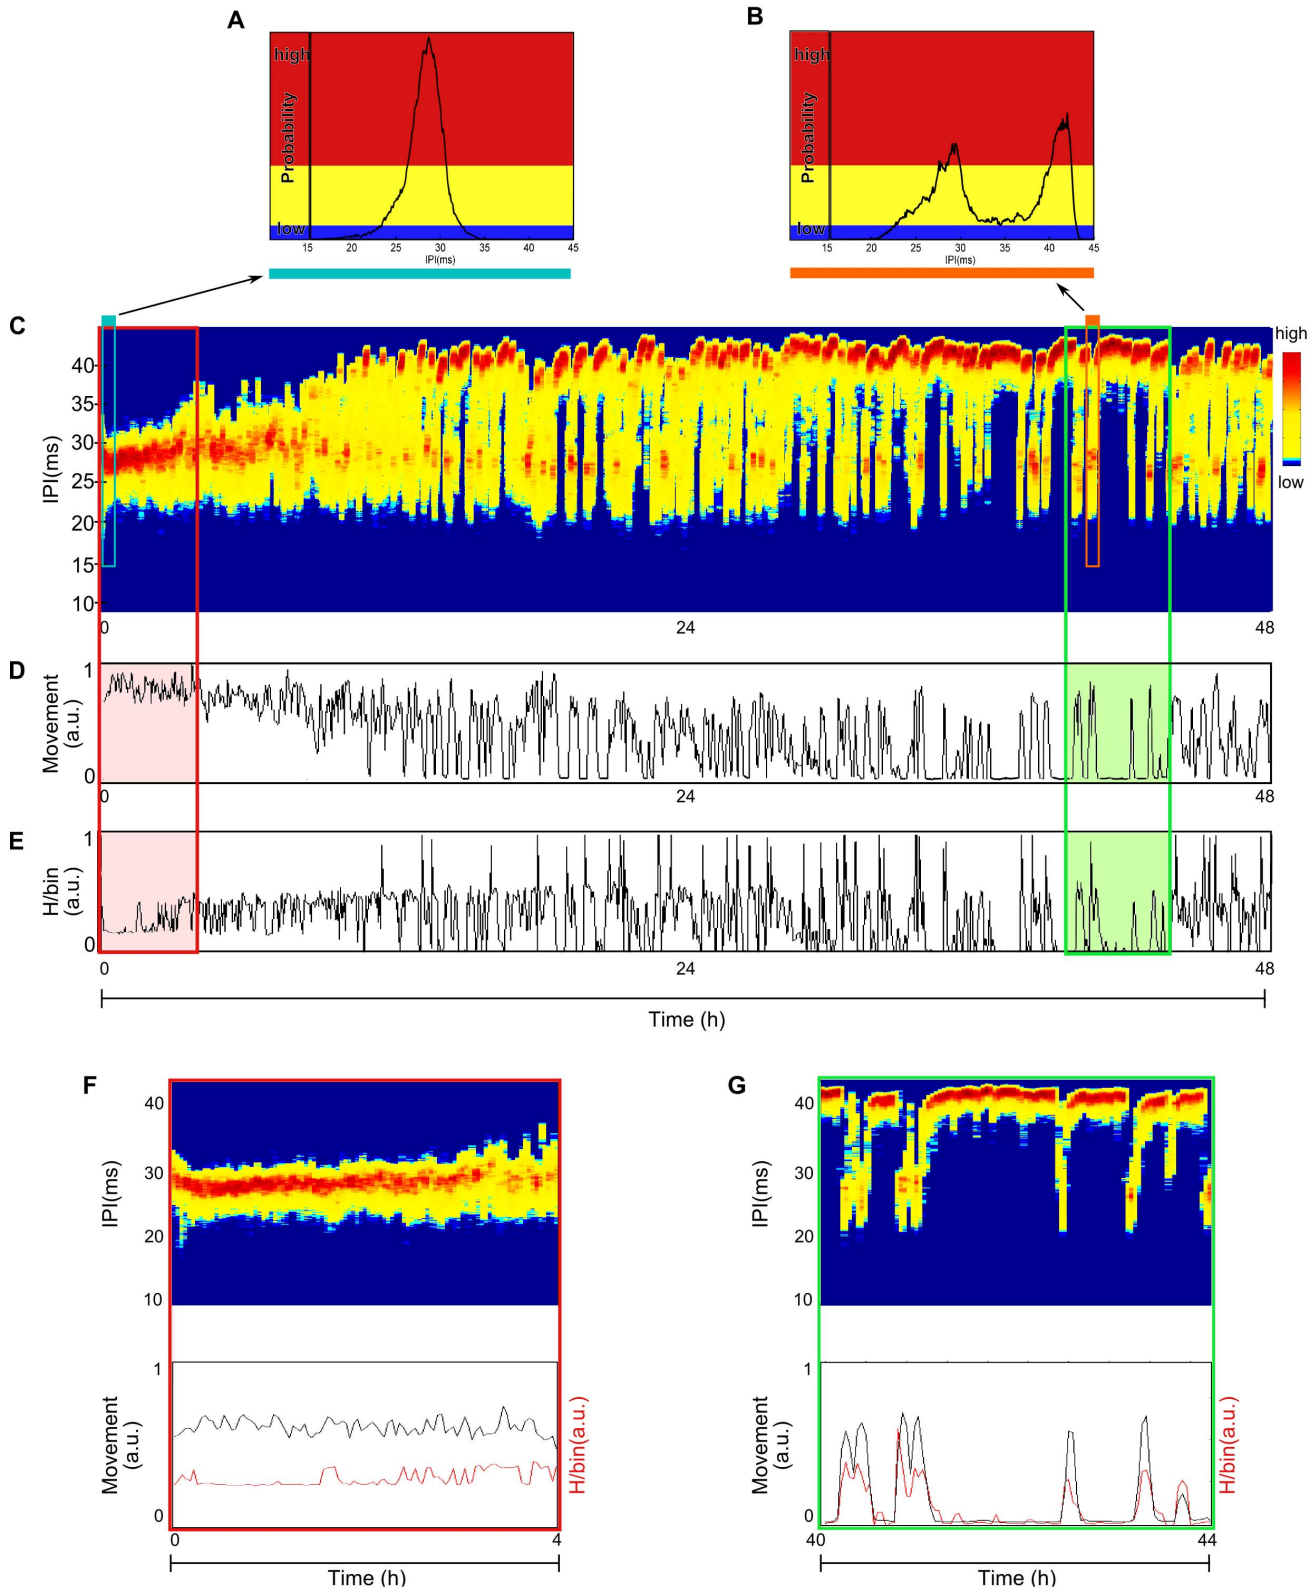 A
B
high
Probability
low
15 20 25 30 35 40 45
IPI(ms)
high
Probability
low
15 20 25 30 35 40 45
IPI(ms)
C
IPI(ms)
40
35
30
25
20
15
10
0 24 48
high
low
D
Movement
(a.u.)
1
0
0 24 48
E
H/bin
(a.u.)
1
0
0 24 48
Time (h)
F
IPI(ms)
40
30
20
10
Movement
(a.u.)
1
0
H/bin(a.u.)
0 4
Time (h)
G
IPI(ms)
40
30
20
10
Movement
(a.u.)
1
0
H/bin(a.u.)
40 44
Time (h)